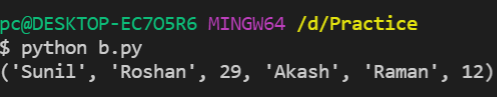 pc@DESKTOP-EC7O5R6 MINGW64 /d/Practice
$ python b.py
('Sunil', 'Roshan', 29, 'Akash', 'Raman', 12)